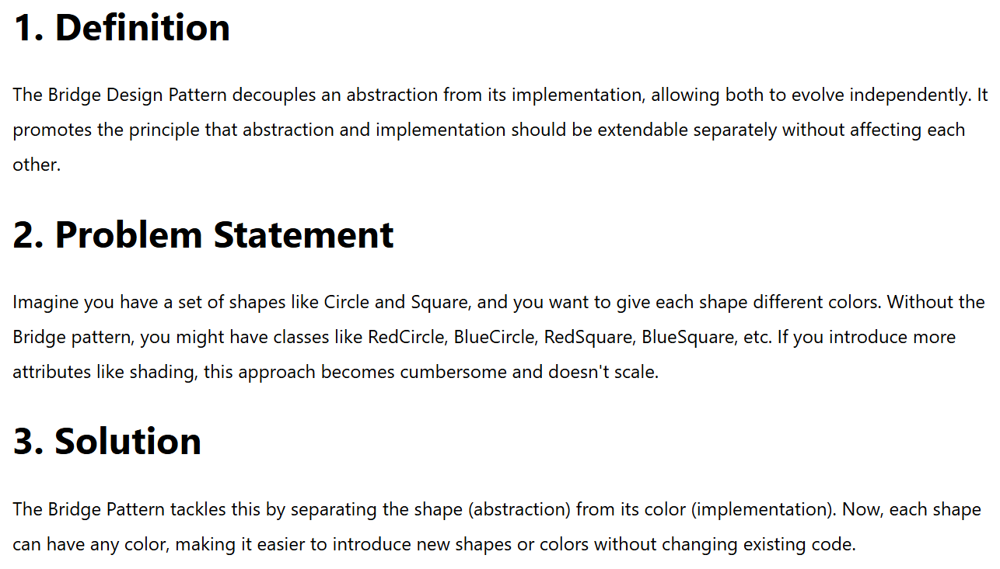 1. Definition
The Bridge Design Pattern decouples an abstraction from its implementation, allowing both to evolve independently. It
promotes the principle that abstraction and implementation should be extendable separately without affecting each
other.
2. Problem Statement
Imagine you have a set of shapes like Circle and Square, and you want to give each shape different colors. Without the
Bridge pattern, you might have classes like RedCircle, BlueCircle, RedSquare, BlueSquare, etc. If you introduce more
attributes like shading, this approach becomes cumbersome and doesn't scale.
3. Solution
The Bridge Pattern tackles this by separating the shape (abstraction) from its color (implementation). Now, each shape
can have any color, making it easier to introduce new shapes or colors without changing existing code.